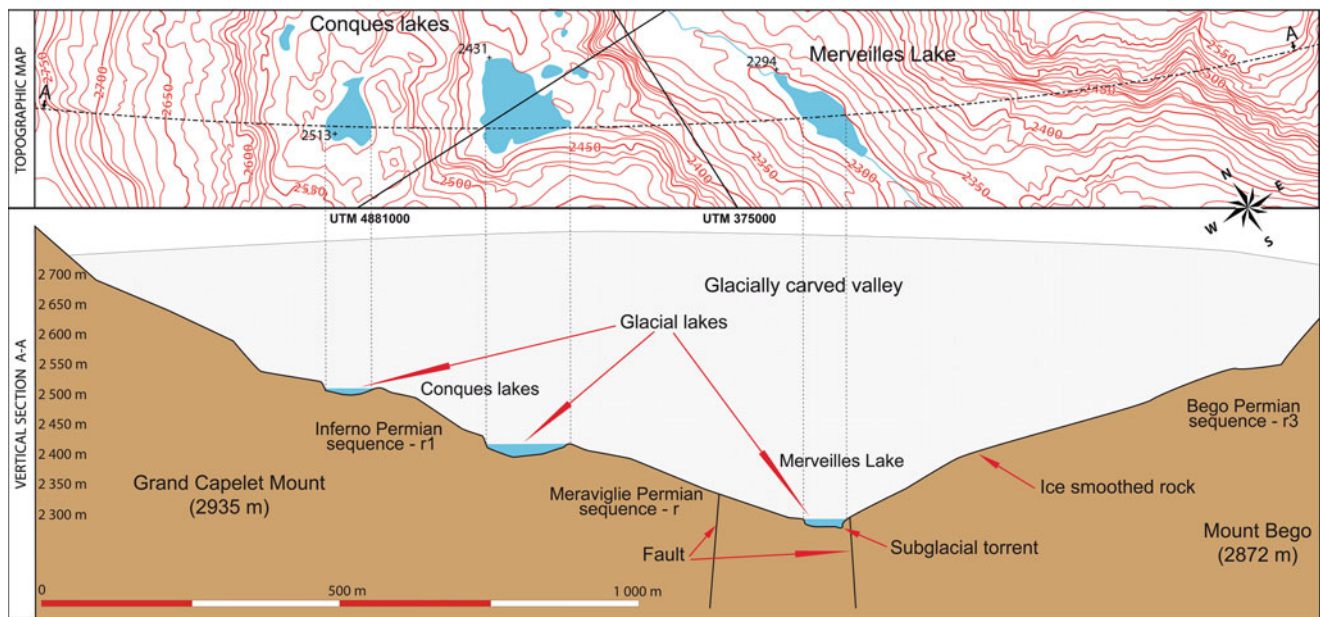 TOPOGRAPHIC MAP
Conques lakes
Merveilles Lake
A
A
2750
2700
2650
2600
2550
2513
2431
2500
2450
2400
2294
2350
2300
2350
2400
2450
2500
2550
N
E
W
S
UTM 4881000
UTM 375000
VERTICAL SECTION A-A
2 700 m
2 650 m
2 600 m
2 550 m
2 500 m
2 450 m
2 400 m
2 350 m
2 300 m
Glacially carved valley
Glacial lakes
Conques lakes
Inferno Permian
sequence - r1
Bego Permian
sequence - r3
Merveilles Lake
Grand Capelet Mount
(2935 m)
Meraviglie Permian
sequence - r
Ice smoothed rock
Fault
Subglacial torrent
Mount Bego
(2872 m)
0
500 m
1 000 m